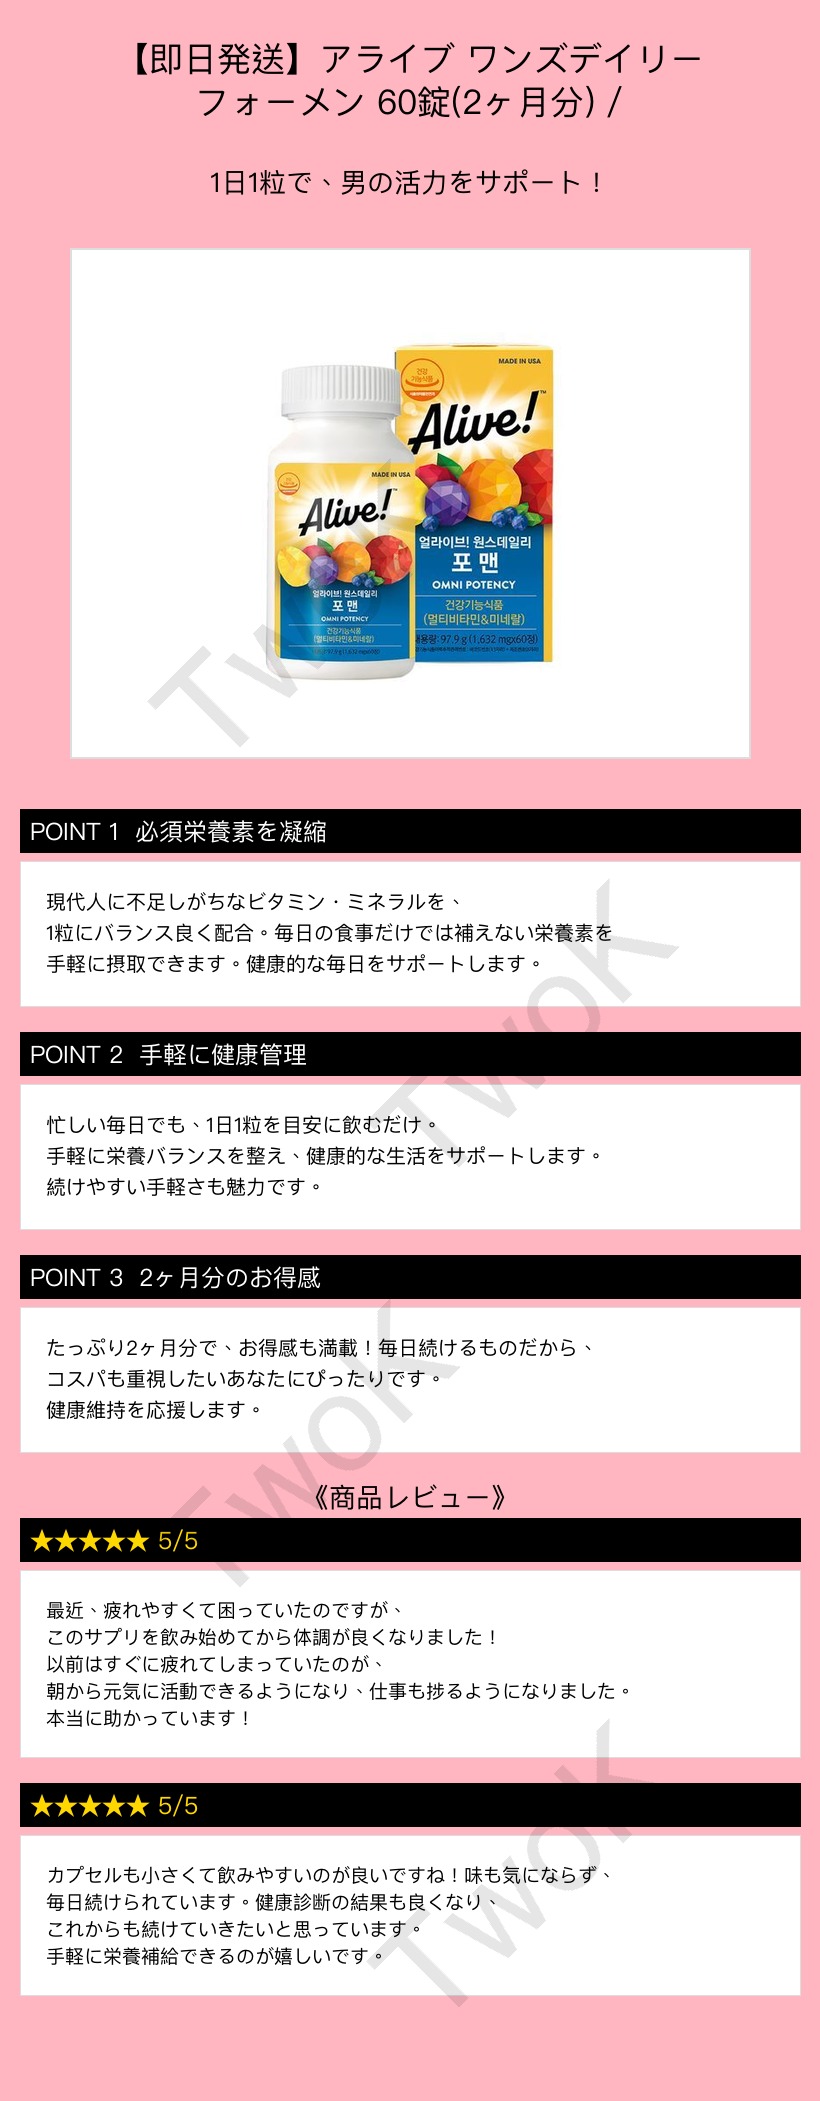 【即日発送】アライブ ワンズデイリー
フォーメン 60錠(2ヶ月分) /
1日1粒で、男の活力をサポート！
MADE IN USA
건강
기능식품
Alive!™
얼라이브! 원스데일리
포 맨
OMNI POTENCY
건강기능식품
(멀티비타민&미네랄)
내용량: 97.9 g (1,632 mgx60정)
MADE IN USA
Alive!™
얼라이브! 원스데일리
포 맨
OMNI POTENCY
건강기능식품
(멀티비타민&미네랄)
TwoK
POINT 1 必須栄養素を凝縮
現代人に不足しがちなビタミン・ミネラルを、
1粒にバランス良く配合。毎日の食事だけでは補えない栄養素を
手軽に摂取できます。健康的な毎日をサポートします。
TwoK
POINT 2 手軽に健康管理
忙しい毎日でも、1日1粒を目安に飲むだけ。
手軽に栄養バランスを整え、健康的な生活をサポートします。
続けやすい手軽さも魅力です。
POINT 3 2ヶ月分のお得感
たっぷり2ヶ月分で、お得感も満載！毎日続けるものだから、
コスパも重視したいあなたにぴったりです。
健康維持を応援します。
TwoK
《商品レビュー》
★★★★★ 5/5
最近、疲れやすくて困っていたのですが、
このサプリを飲み始めてから体調が良くなりました！
以前はすぐに疲れてしまっていたのが、
朝から元気に活動できるようになり、仕事も捗るようになりました。
本当に助かっています！
★★★★★ 5/5
カプセルも小さくて飲みやすいのが良いですね！味も気にならず、
毎日続けられています。健康診断の結果も良くなり、
これからも続けていきたいと思っています。
手軽に栄養補給できるのが嬉しいです。
TwoK